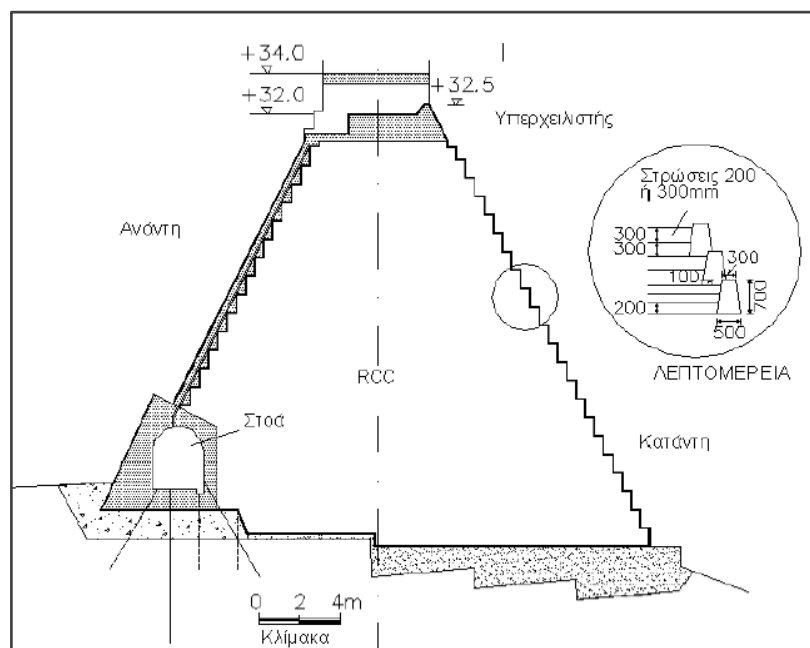 +34.0
+32.0
+32.5
Υπερχειλιστής
Στρώσεις 200
ή 300mm
300
300
300
100
700
200
500
ΛΕΠΤΟΜΕΡΕΙΑ
Ανάντη
RCC
Στοά
Κατάντη
0 2 4m
Κλίμακα